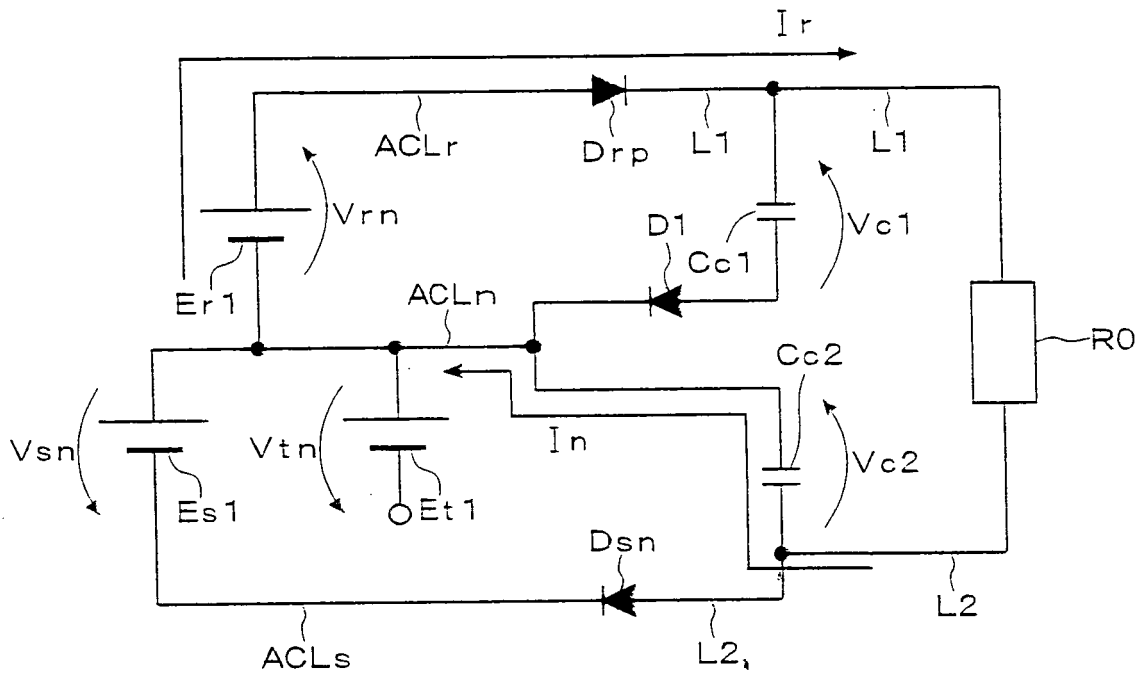 Ir
ACLr
Drp
L1
L1
Vrn
D1
Cc1
Vc1
Er1
ACLn
R0
Cc2
Vsn
Vtn
In
Vc2
Es1
Et1
Dsn
L2
ACLs
L2